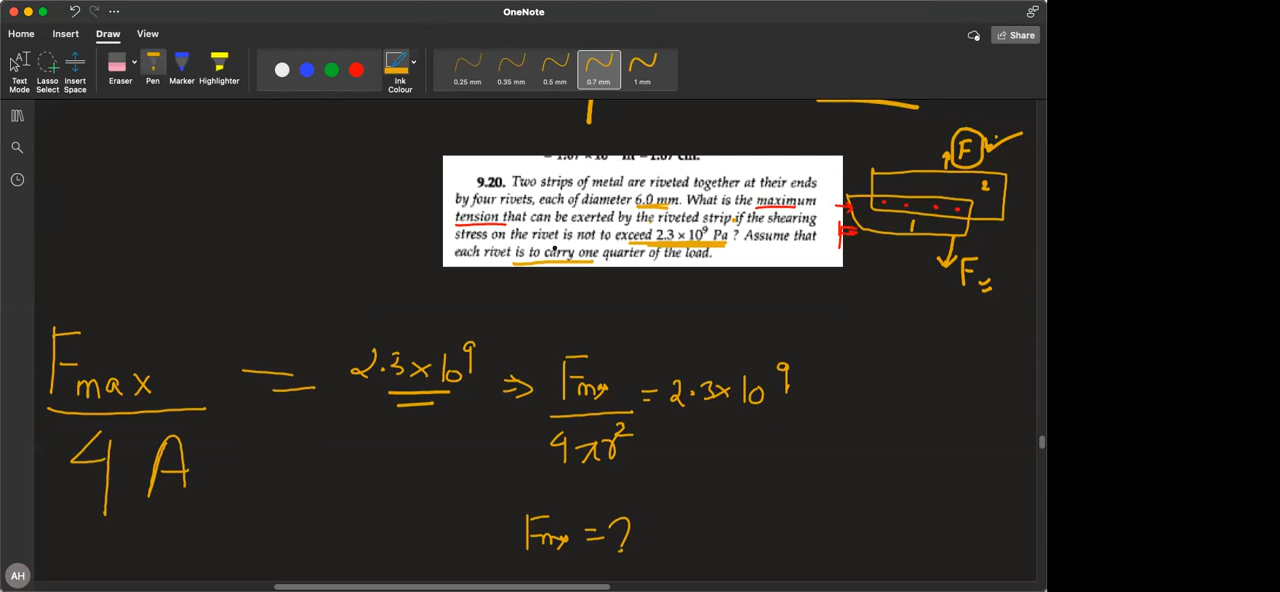 OneNote
Home Insert Draw View
Share
Text Mode
Lasso Select
Insert Space
Eraser
Pen
Marker
Highlighter
Ink Colour
0.25 mm
0.35 mm
0.5 mm
0.7 mm
1 mm
9.20. Two strips of metal are riveted together at their ends
by four rivets, each of diameter 6.0 mm. What is the maximum
tension that can be exerted by the riveted strip if the shearing
stress on the rivet is not to exceed 2.3 × 10⁹ Pa ? Assume that
each rivet is to carry one quarter of the load.
F
2
1
F
Fmax / 4 A = 2.3×10⁹ ⇒ Fmx / 4πr² = 2.3×10⁹
Fmx = ?
AH